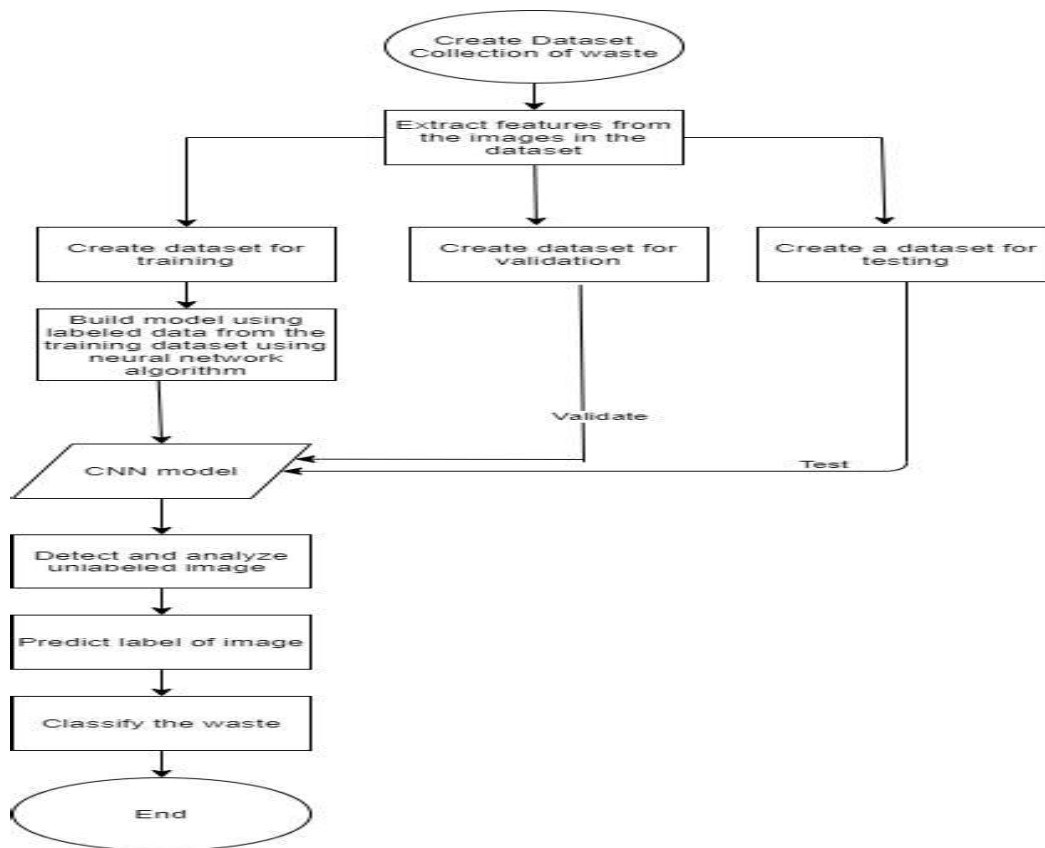 Create Dataset
Collection of waste
Extract features from
the images in the
dataset
Create dataset for
training
Create dataset for
validation
Create a dataset for
testing
Build model using
labeled data from the
training dataset using
neural network
algorithm
Validate
CNN model
Test
Detect and analyze
unlabeled image
Predict label of image
Classify the waste
End